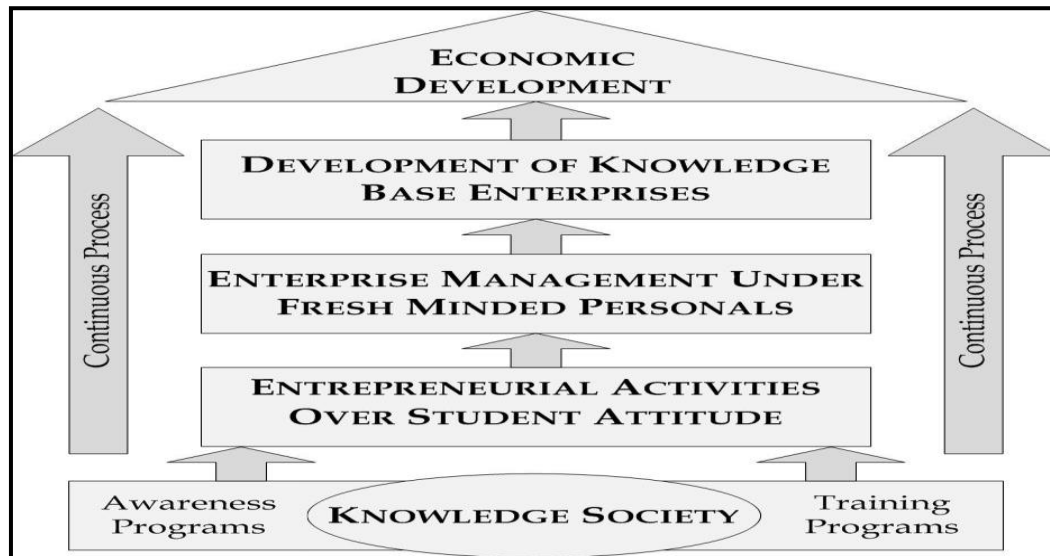 ECONOMIC
DEVELOPMENT
DEVELOPMENT OF KNOWLEDGE
BASE ENTERPRISES
Continuous Process
Continuous Process
ENTERPRISE MANAGEMENT UNDER
FRESH MINDED PERSONALS
ENTREPRENEURIAL ACTIVITIES
OVER STUDENT ATTITUDE
Awareness
Programs
KNOWLEDGE SOCIETY
Training
Programs